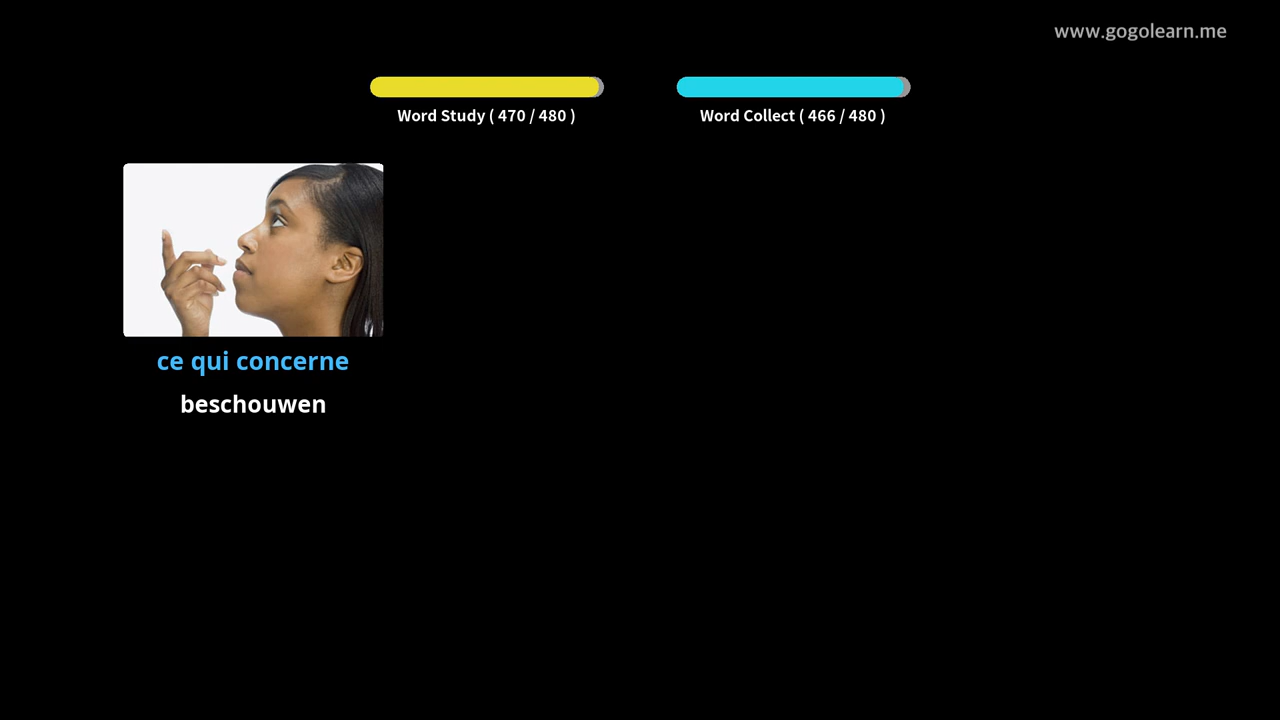 www.gogolearn.me
Word Study ( 470 / 480 )
Word Collect ( 466 / 480 )
ce qui concerne
beschouwen